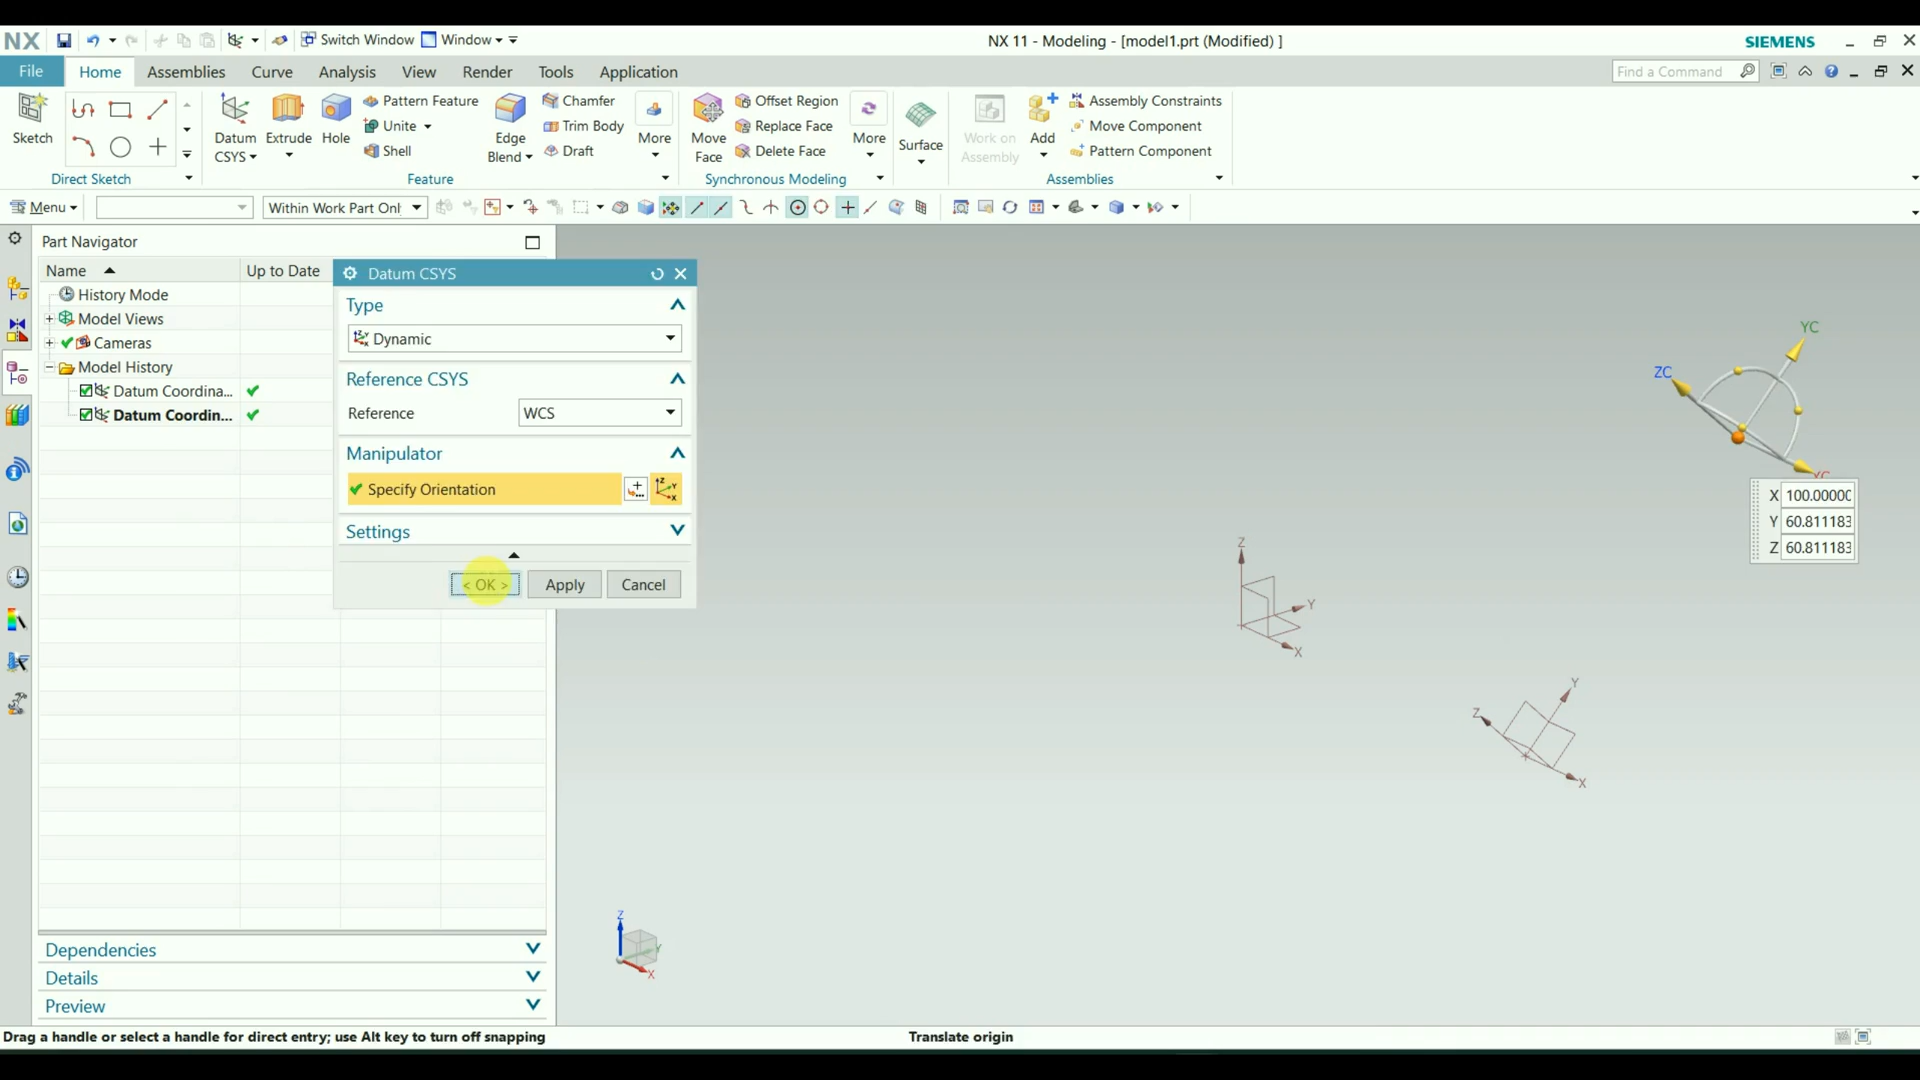 NX Switch Window Window NX 11 - Modeling - [model1.prt (Modified) ] SIEMENS
File Home Assemblies Curve Analysis View Render Tools Application Find a Command
Sketch
Direct Sketch
Datum CSYS
Extrude
Hole
Pattern Feature
Unite
Shell
Edge Blend
Chamfer
Trim Body
Draft
More
Feature
Move Face
Offset Region
Replace Face
Delete Face
More
Synchronous Modeling
Surface
Work on Assembly
Add
Assembly Constraints
Move Component
Pattern Component
Assemblies
Menu Within Work Part Onl
Part Navigator
Name Up to Date
History Mode
Model Views
Cameras
Model History
Datum Coordina...
Datum Coordin...
Datum CSYS
Type
Dynamic
Reference CSYS
Reference WCS
Manipulator
Specify Orientation
Settings
< OK > Apply Cancel
YC
ZC
X 100.0000
Y 60.811183
Z 60.811183
Z
Y
X
Y
Z
X
Z
Y
X
Dependencies
Details
Preview
Drag a handle or select a handle for direct entry; use Alt key to turn off snapping Translate origin